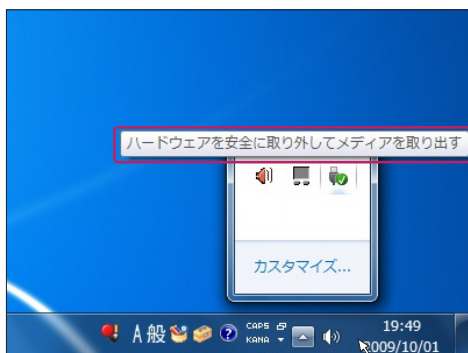 ハードウェアを安全に取り外してメディアを取り出す
カスタマイズ...
A 般
CAPS
KANA
19:49
2009/10/01